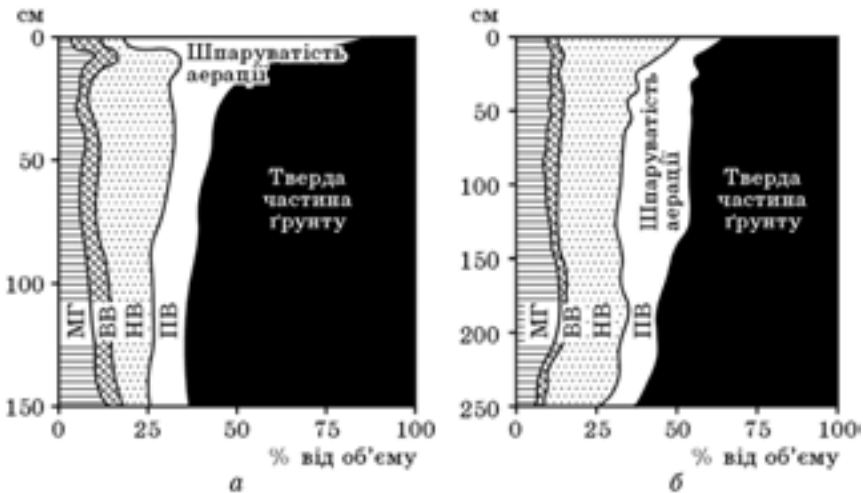 см
0
50
100
150
Шпаруватість
аерації
Тверда
частина
ґрунту
МГ
ВВ
НВ
ПВ
0
25
50
75
100
% від об'єму
а
см
0
50
100
150
200
250
Шпаруватість
аерації
Тверда
частина
ґрунту
МГ
ВВ
НВ
ПВ
0
25
50
75
100
% від об'єму
б